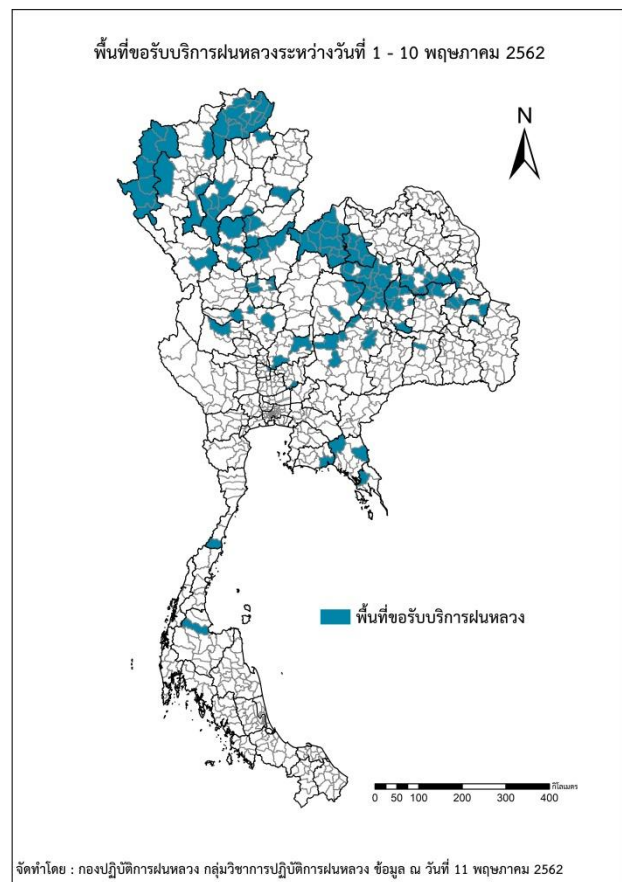 พื้นที่ขอรับบริการฝนหลวงระหว่างวันที่ 1 - 10 พฤษภาคม 2562
N
พื้นที่ขอรับบริการฝนหลวง
กิโลเมตร
0 25 50 100 200 300 400
จัดทำโดย : กองปฏิบัติการฝนหลวง กลุ่มวิชาการปฏิบัติการฝนหลวง ข้อมูล ณ วันที่ 11 พฤษภาคม 2562